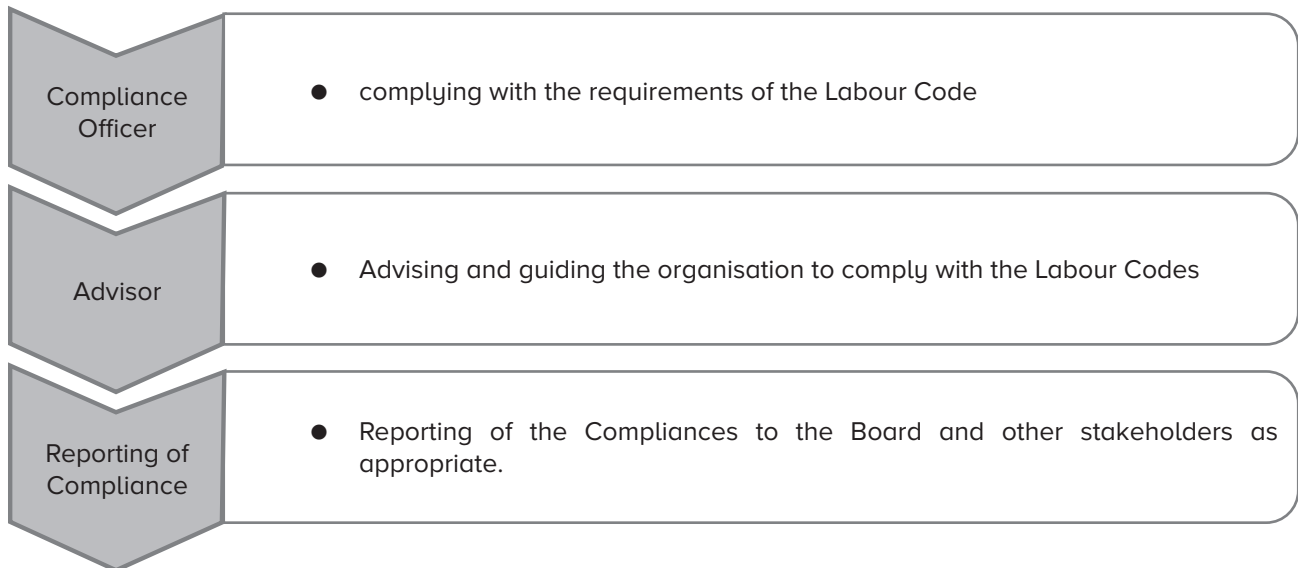 Compliance
Officer
● complying with the requirements of the Labour Code
Advisor
● Advising and guiding the organisation to comply with the Labour Codes
Reporting of
Compliance
● Reporting of the Compliances to the Board and other stakeholders as
appropriate.